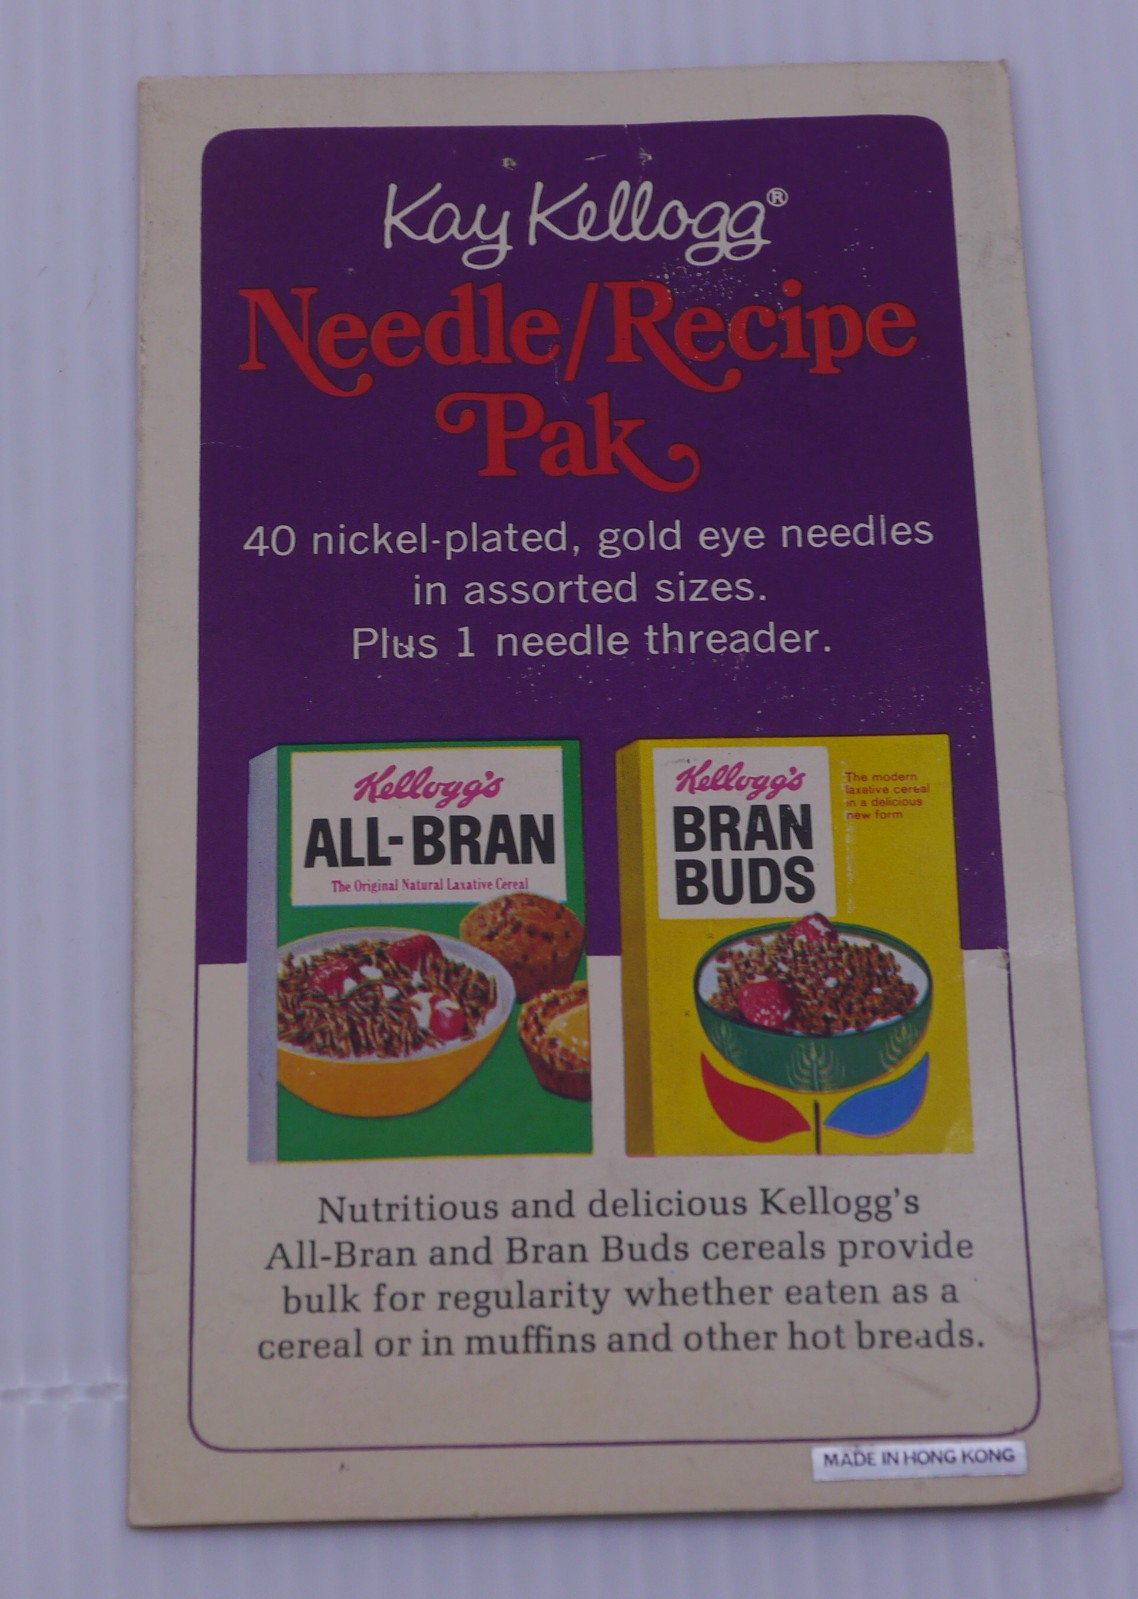 Kay Kellogg®
Needle/Recipe
Pak
40 nickel-plated, gold eye needles
in assorted sizes.
Plus 1 needle threader.
Kellogg's
ALL-BRAN
The Original Natural Laxative Cereal
Kellogg's
BRAN
BUDS
The modern
laxative cereal
in a delicious
new form
Nutritious and delicious Kellogg's
All-Bran and Bran Buds cereals provide
bulk for regularity whether eaten as a
cereal or in muffins and other hot breads.
MADE IN HONG KONG